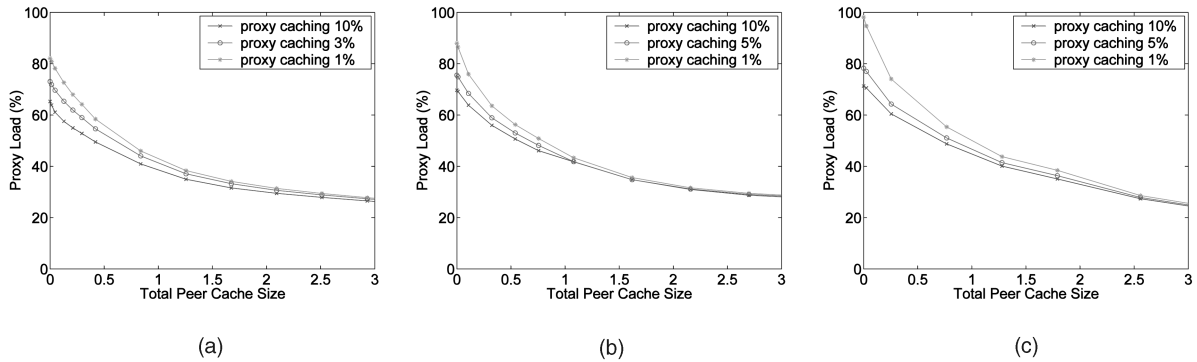 100
80
60
40
20
0
Proxy Load (%)
proxy caching 10%
proxy caching 3%
proxy caching 1%
0 0.5 1 1.5 2 2.5 3
Total Peer Cache Size
(a)
100
80
60
40
20
0
Proxy Load (%)
proxy caching 10%
proxy caching 5%
proxy caching 1%
0 0.5 1 1.5 2 2.5 3
Total Peer Cache Size
(b)
100
80
60
40
20
0
Proxy Load (%)
proxy caching 10%
proxy caching 5%
proxy caching 1%
0 0.5 1 1.5 2 2.5 3
Total Peer Cache Size
(c)